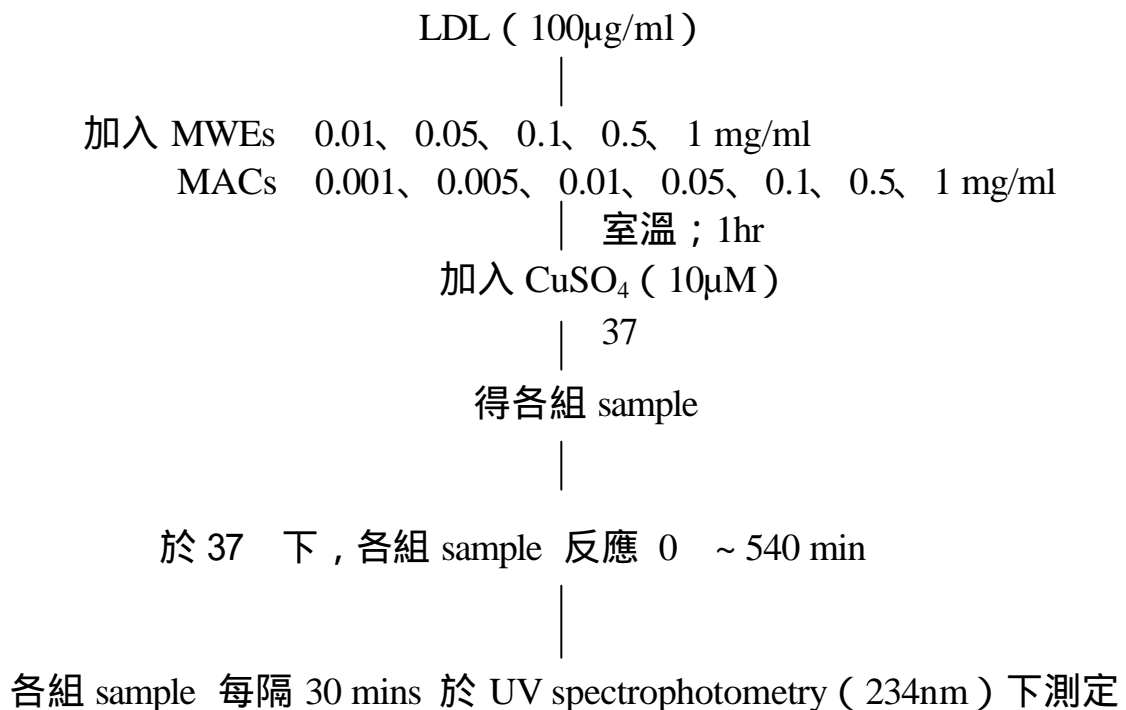 LDL（100μg/ml）
加入 MWEs 0.01、0.05、0.1、0.5、1 mg/ml
MACs 0.001、0.005、0.01、0.05、0.1、0.5、1 mg/ml
室溫；1hr
加入 CuSO₄（10μM）
37
得各組 sample
於 37 下，各組 sample 反應 0 ~ 540 min
各組 sample 每隔 30 mins 於 UV spectrophotometry（234nm）下測定